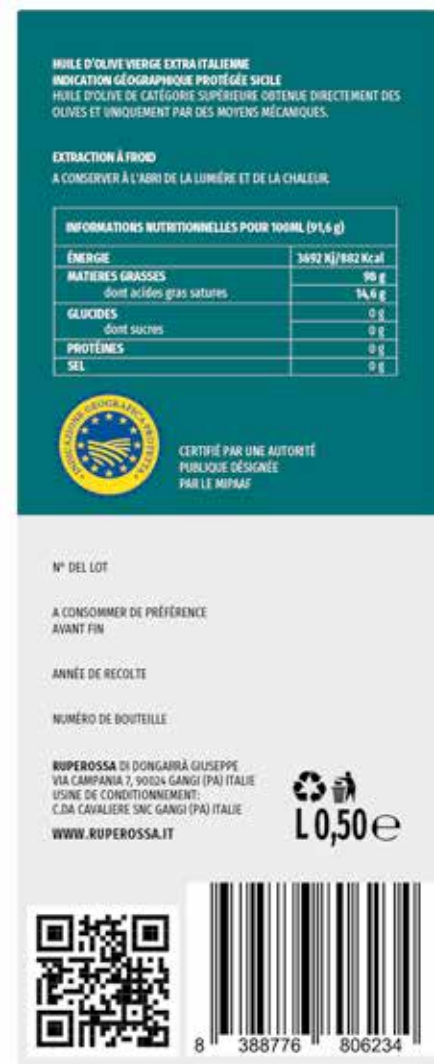 HUILE D'OLIVE VIERGE EXTRA ITALIENNE
INDICATION GÉOGRAPHIQUE PROTÉGÉE SICILE
HUILE D'OLIVE DE CATÉGORIE SUPÉRIEURE OBTENUE DIRECTEMENT DES
OLIVES ET UNIQUEMENT PAR DES MOYENS MÉCANIQUES.
EXTRACTION À FROID
A CONSERVER À L'ABRI DE LA LUMIÈRE ET DE LA CHALEUR.
INFORMATIONS NUTRITIONNELLES POUR 100ML (91,6 g)
ÉNERGIE 3692 Kj/882 Kcal
MATIERES GRASSES 98 g
dont acides gras satures 14,6 g
GLUCIDES 0 g
dont sucres 0 g
PROTÉINES 0 g
SEL 0 g
INDICAZIONE GEOGRAFICA PROTETTA
CERTIFIÉ PAR UNE AUTORITÉ
PUBLIQUE DÉSIGNÉE
PAR LE MIPAAF
N° DEL LOT
A CONSOMMER DE PRÉFÉRENCE
AVANT FIN
ANNÉE DE RECOLTE
NUMÉRO DE BOUTEILLE
RUPEROSSA DI DONGARRÀ GIUSEPPE
VIA CAMPANIA 7, 90024 GANGI (PA) ITALIE
USINE DE CONDITIONNEMENT:
C.DA CAVALIERE SNC GANGI (PA) ITALIE
WWW.RUPEROSSA.IT
L 0,50 ℮
8 388776 806234